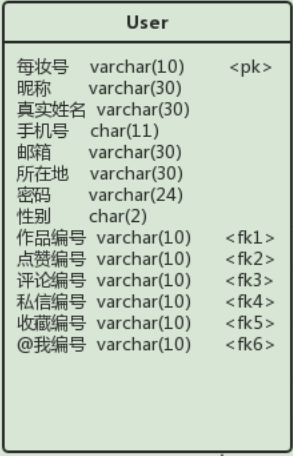 User
每妆号 varchar(10) <pk>
昵称 varchar(30)
真实姓名 varchar(30)
手机号 char(11)
邮箱 varchar(30)
所在地 varchar(30)
密码 varchar(24)
性别 char(2)
作品编号 varchar(10) <fk1>
点赞编号 varchar(10) <fk2>
评论编号 varchar(10) <fk3>
私信编号 varchar(10) <fk4>
收藏编号 varchar(10) <fk5>
@我编号 varchar(10) <fk6>